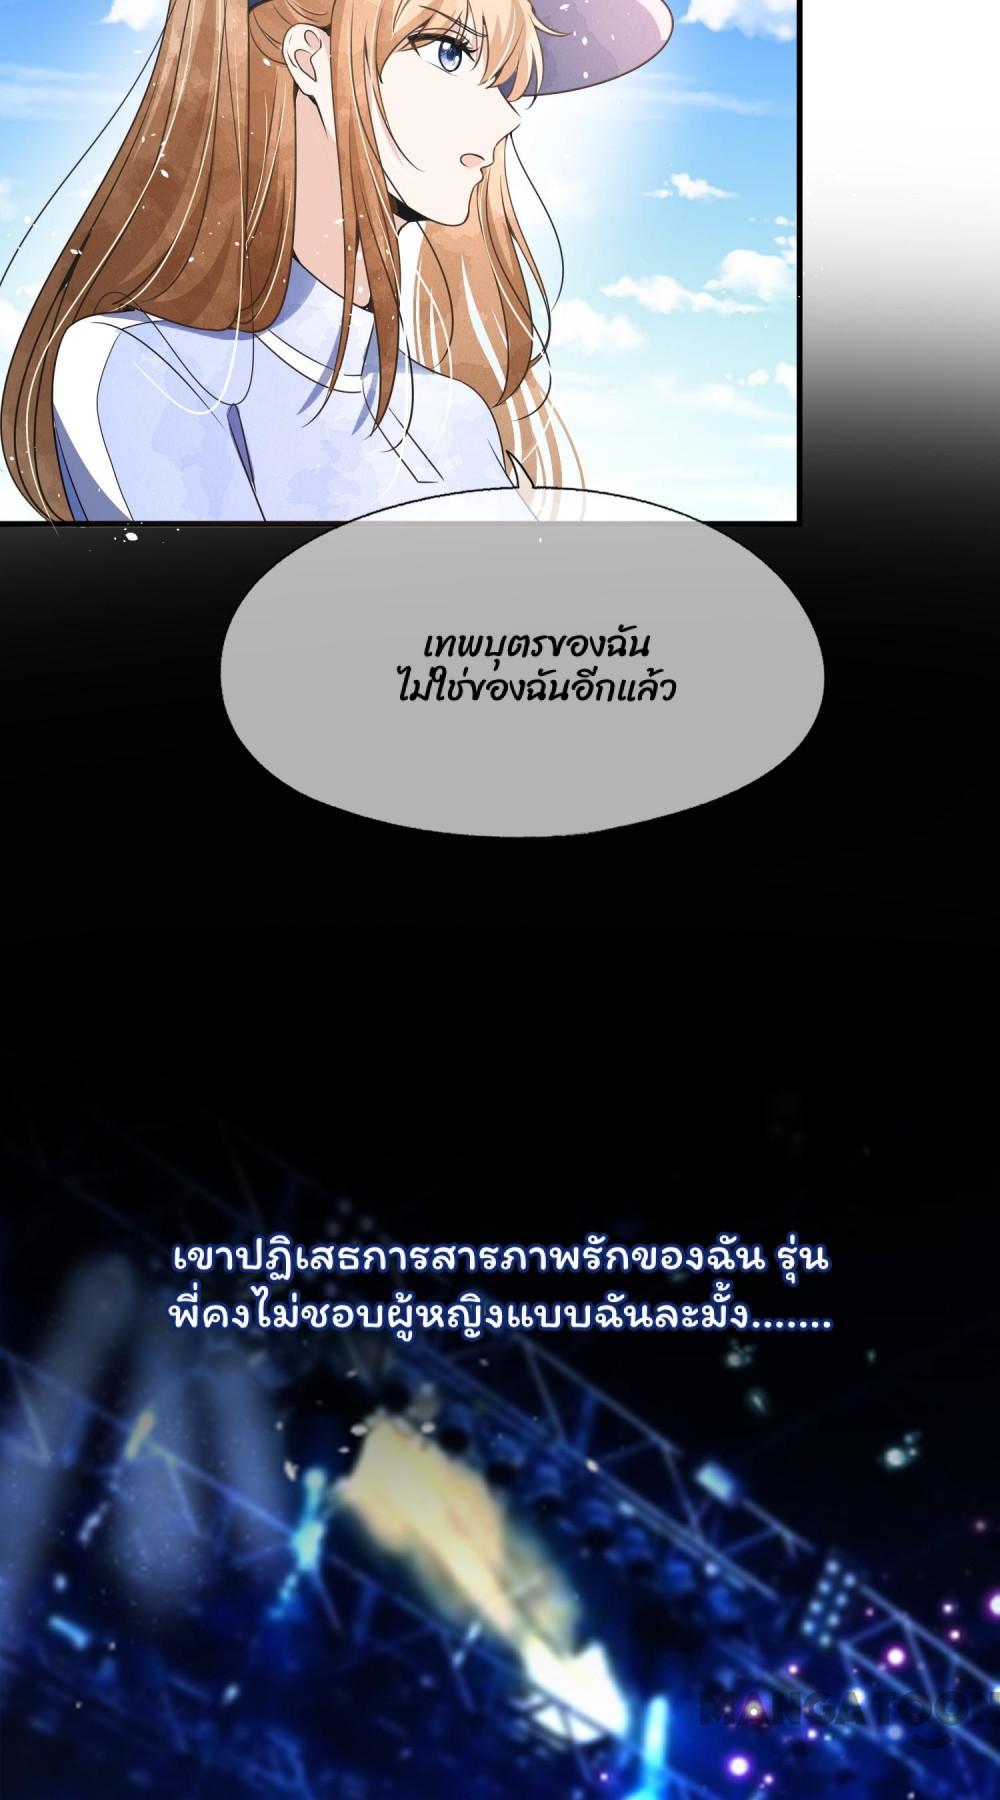 เทพบุตรของฉัน
ไม่ใช่ของฉันอีกแล้ว
เขาปฏิเสธการสารภาพรักของฉัน รุ่น
พี่คงไม่ชอบผู้หญิงแบบฉันละมั้ง.......
MANGATOON